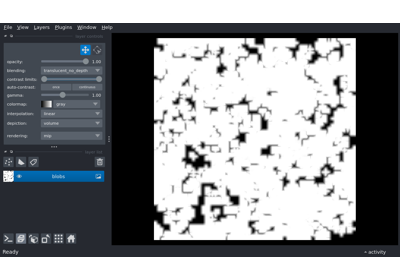 File View Layers Plugins Window Help
opacity: 1.00
blending: translucent_no_depth
contrast limits:
auto-contrast: once continuous
gamma: 1.00
colormap: gray
interpolation: linear
depiction: volume
rendering: mip
blobs
Ready
activity